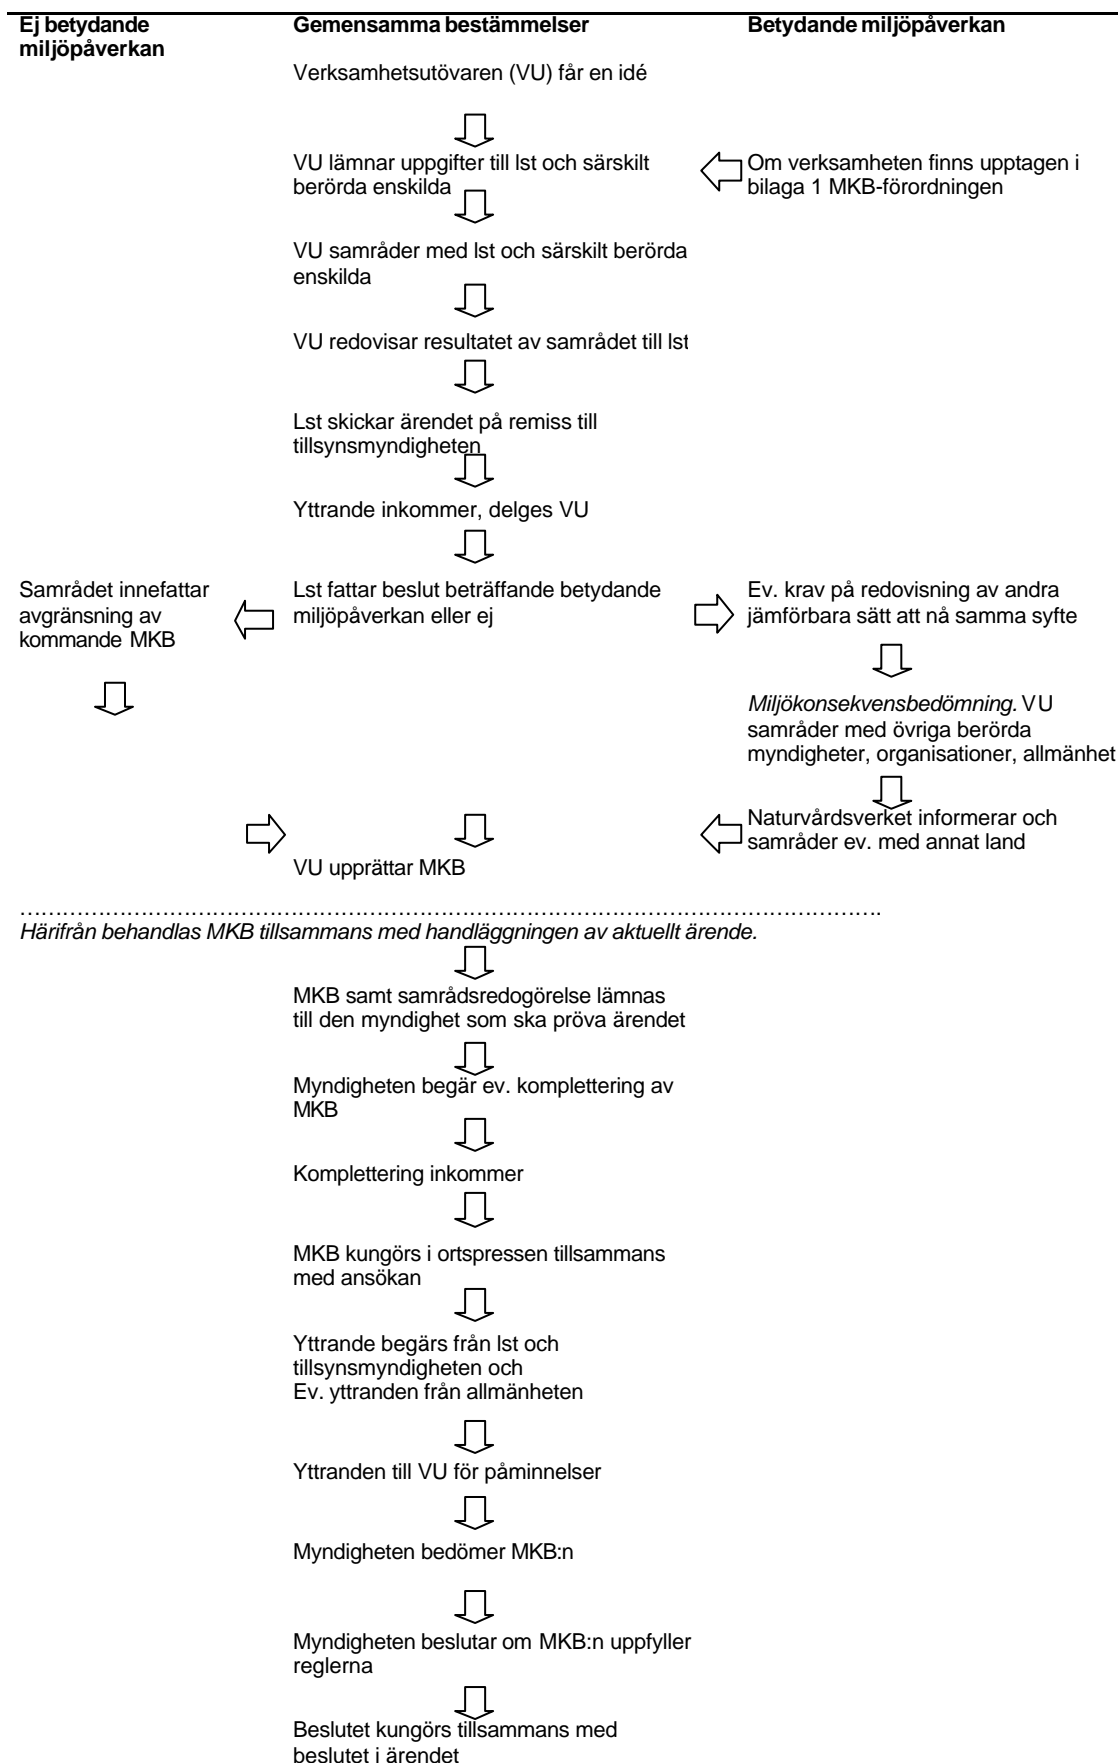 Ej betydande
miljöpåverkan
Gemensamma bestämmelser
Betydande miljöpåverkan
Verksamhetsutövaren (VU) får en idé
VU lämnar uppgifter till lst och särskilt
berörda enskilda
Om verksamheten finns upptagen i
bilaga 1 MKB-förordningen
VU samråder med lst och särskilt berörda
enskilda
VU redovisar resultatet av samrådet till lst
Lst skickar ärendet på remiss till
tillsynsmyndigheten
Yttrande inkommer, delges VU
Samrådet innefattar
avgränsning av
kommande MKB
Lst fattar beslut beträffande betydande
miljöpåverkan eller ej
Ev. krav på redovisning av andra
jämförbara sätt att nå samma syfte
Miljökonsekvensbedömning. VU
samråder med övriga berörda
myndigheter, organisationer, allmänhet
Naturvårdsverket informerar och
samråder ev. med annat land
VU upprättar MKB
………………………………………………………………………………………………………….
Härifrån behandlas MKB tillsammans med handläggningen av aktuellt ärende.
MKB samt samrådsredogörelse lämnas
till den myndighet som ska pröva ärendet
Myndigheten begär ev. komplettering av
MKB
Komplettering inkommer
MKB kungörs i ortspressen tillsammans
med ansökan
Yttrande begärs från lst och
tillsynsmyndigheten och
Ev. yttranden från allmänheten
Yttranden till VU för påminnelser
Myndigheten bedömer MKB:n
Myndigheten beslutar om MKB:n uppfyller
reglerna
Beslutet kungörs tillsammans med
beslutet i ärendet